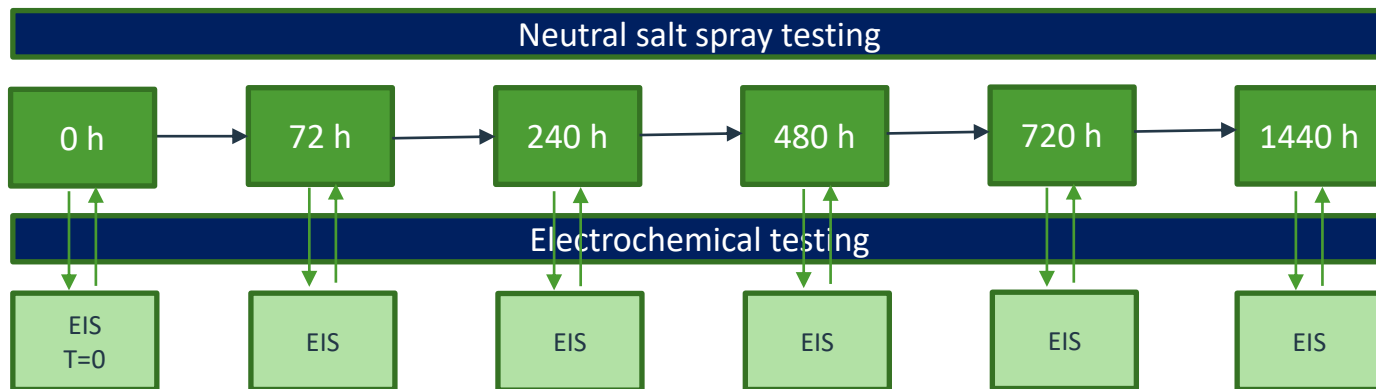 Neutral salt spray testing
0 h
72 h
240 h
480 h
720 h
1440 h
Electrochemical testing
EIS
T=0
EIS
EIS
EIS
EIS
EIS